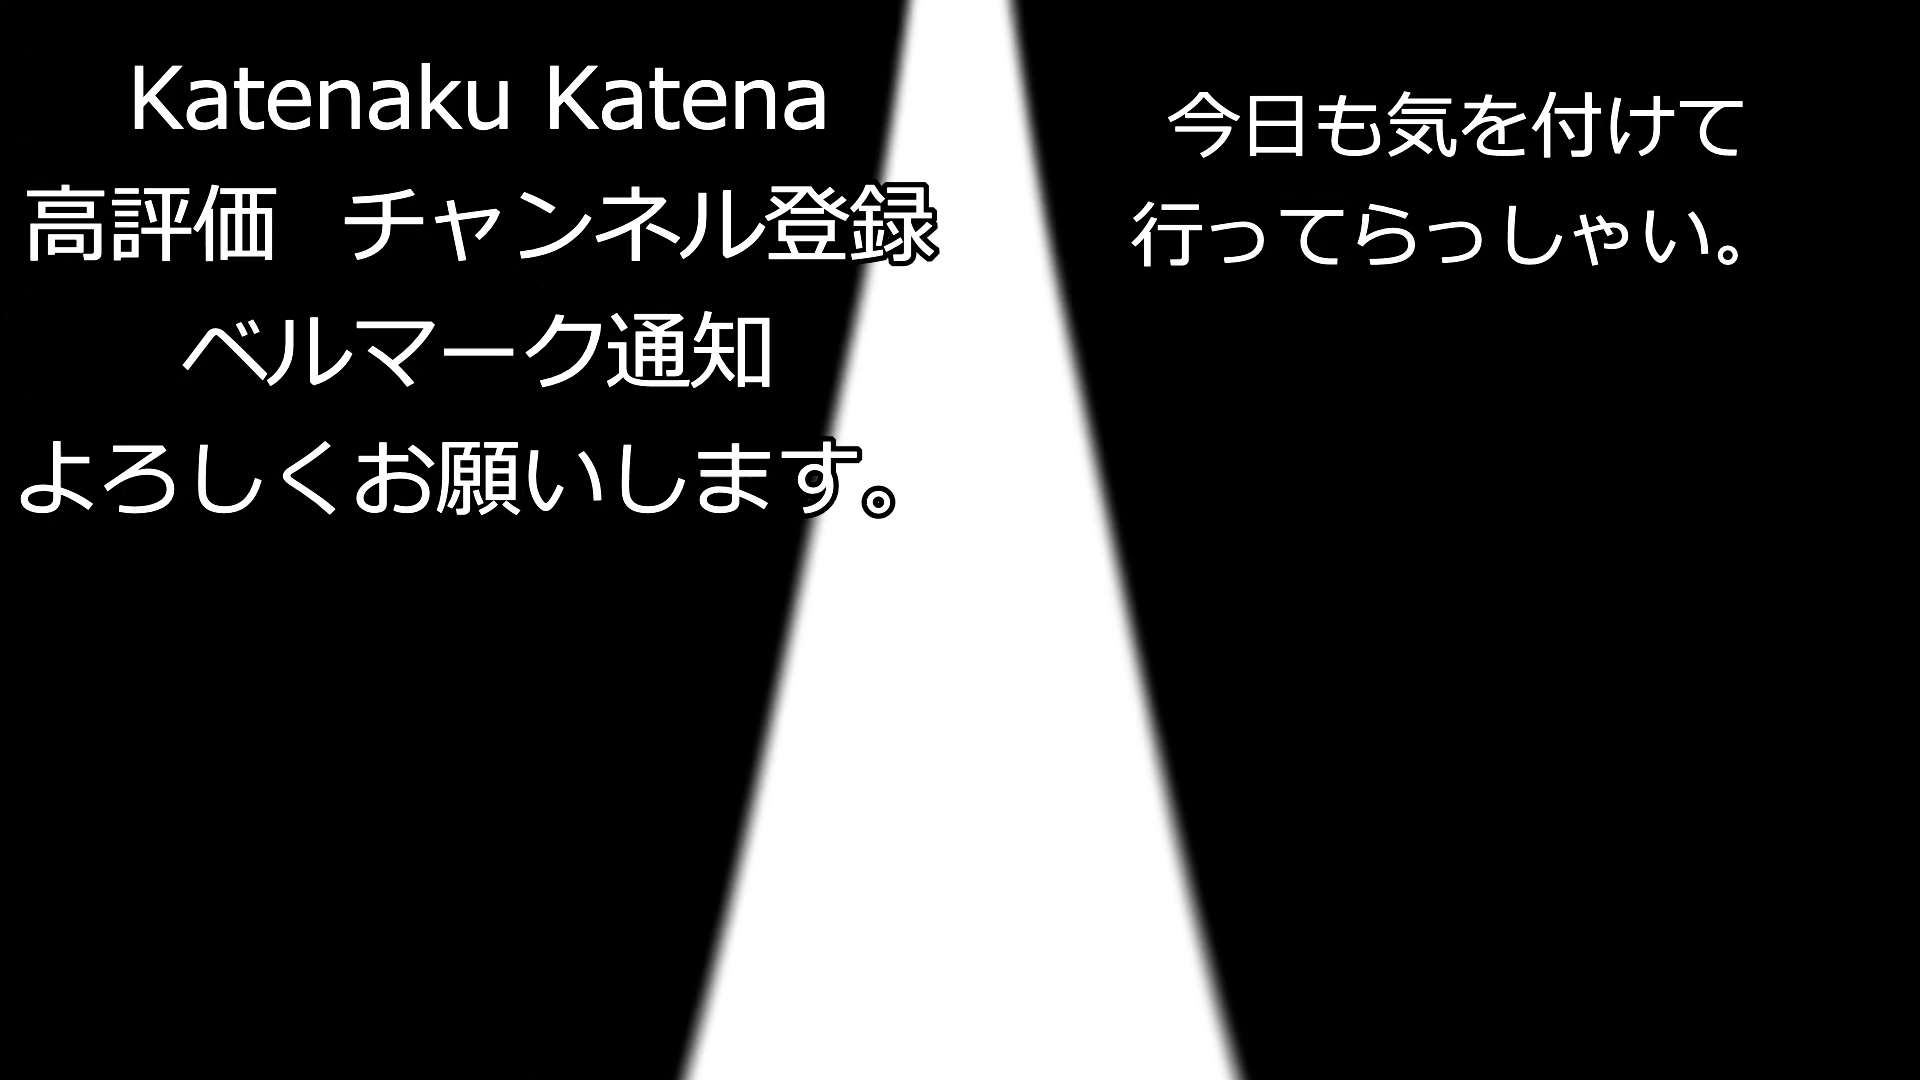 Katenaku Katena
高評価　チャンネル登録
ベルマーク通知
よろしくお願いします。
今日も気を付けて
行ってらっしゃい。